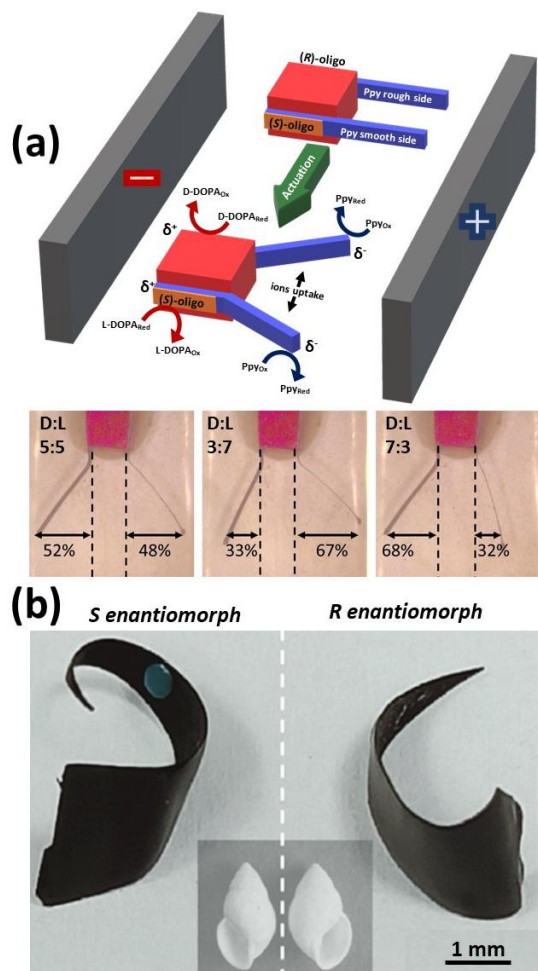 (a)
(R)-oligo
Ppy rough side
(S)-oligo
Ppy smooth side
−
Actuation
+
D-DOPAOx
D-DOPARed
PpyRed
PpyOx
δ+
δ-
δ+
(S)-oligo
ions uptake
L-DOPARed
L-DOPAOx
δ-
PpyOx
PpyRed
D:L
5:5
52%
48%
D:L
3:7
33%
67%
D:L
7:3
68%
32%
(b)
S enantiomorph
R enantiomorph
1 mm